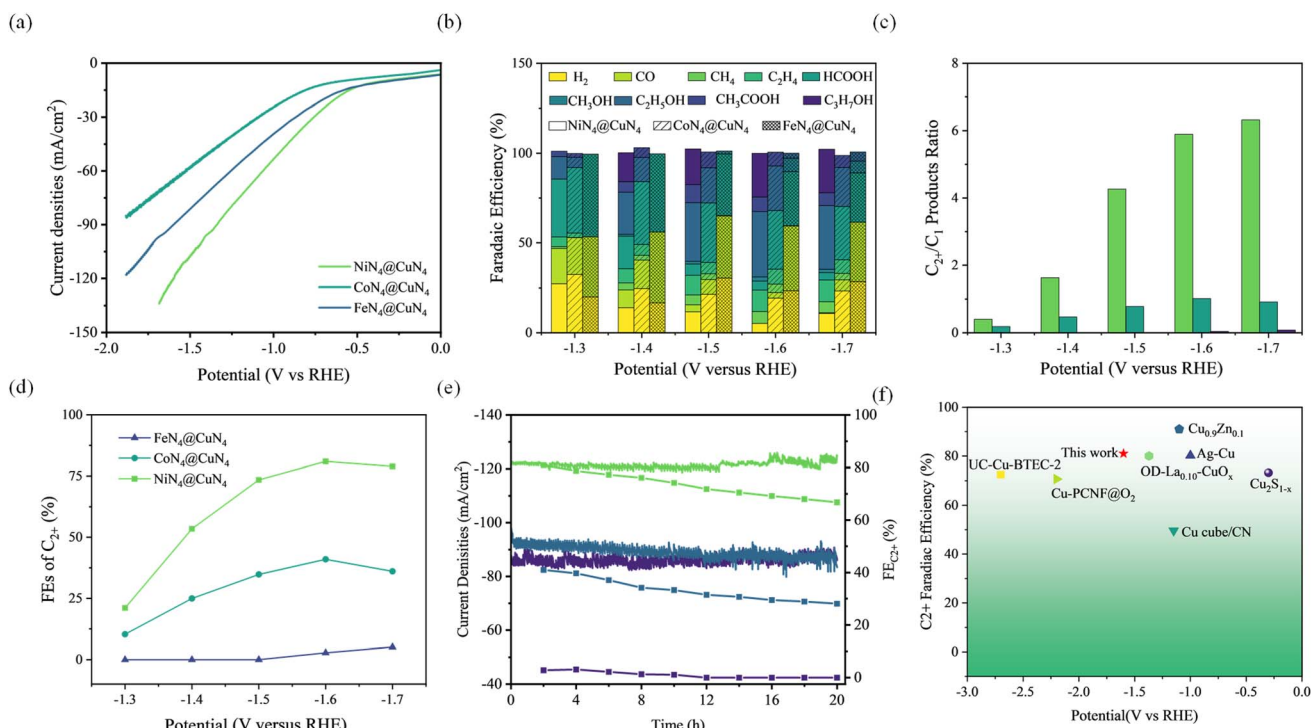 (a)
Current densities (mA/cm²)
0
-30
-60
-90
-120
-150
-2.0
-1.5
-1.0
-0.5
0.0
NiN₄@CuN₄
CoN₄@CuN₄
FeN₄@CuN₄
Potential (V vs RHE)
(b)
Faradaic Efficiency (%)
150
100
50
0
H₂ CO CH₄ C₂H₄ HCOOH
CH₃OH C₂H₅OH CH₃COOH C₃H₇OH
NiN₄@CuN₄ CoN₄@CuN₄ FeN₄@CuN₄
-1.3 -1.4 -1.5 -1.6 -1.7
Potential (V versus RHE)
(c)
C₂₊/C₁ Products Ratio
8
6
4
2
0
-1.3 -1.4 -1.5 -1.6 -1.7
Potential (V versus RHE)
(d)
FEs of C₂₊ (%)
100
75
50
25
0
FeN₄@CuN₄
CoN₄@CuN₄
NiN₄@CuN₄
-1.3 -1.4 -1.5 -1.6 -1.7
Potential (V versus RHE)
(e)
Current Densities (mA/cm²)
-140
-120
-100
-80
-60
-40
100
80
60
40
20
0
FE_C2+ (%)
0 4 8 12 16 20
Time (h)
(f)
C2+ Faradiac Efficiency (%)
100
80
60
40
20
0
Cu₀.₉Zn₀.₁
This work
Ag-Cu
UC-Cu-BTEC-2
OD-La₀.₁₀-CuOₓ
Cu-PCNF@O₂
Cu₂S₁₋ₓ
Cu cube/CN
-3.0 -2.5 -2.0 -1.5 -1.0 -0.5 0.0
Potential(V vs RHE)